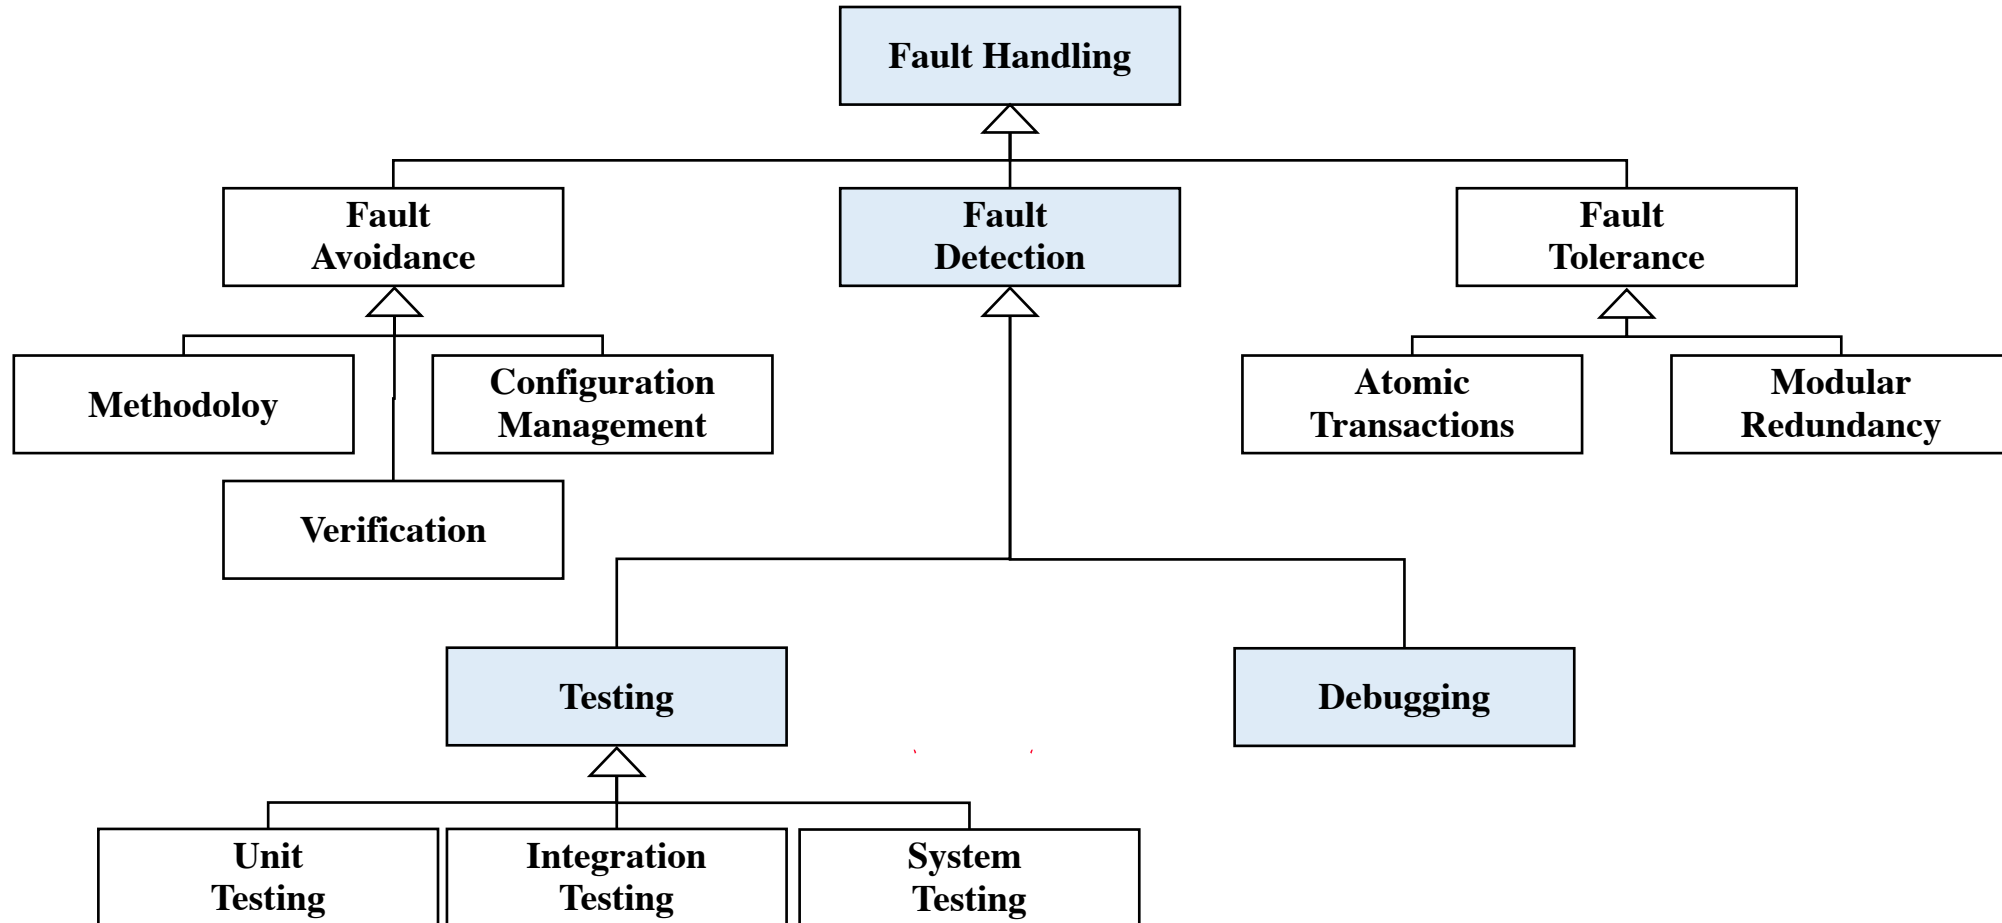 Fault Handling
Fault
Avoidance
Fault
Detection
Fault
Tolerance
Methodoloy
Configuration
Management
Atomic
Transactions
Modular
Redundancy
Verification
Testing
Debugging
Unit
Testing
Integration
Testing
System
Testing